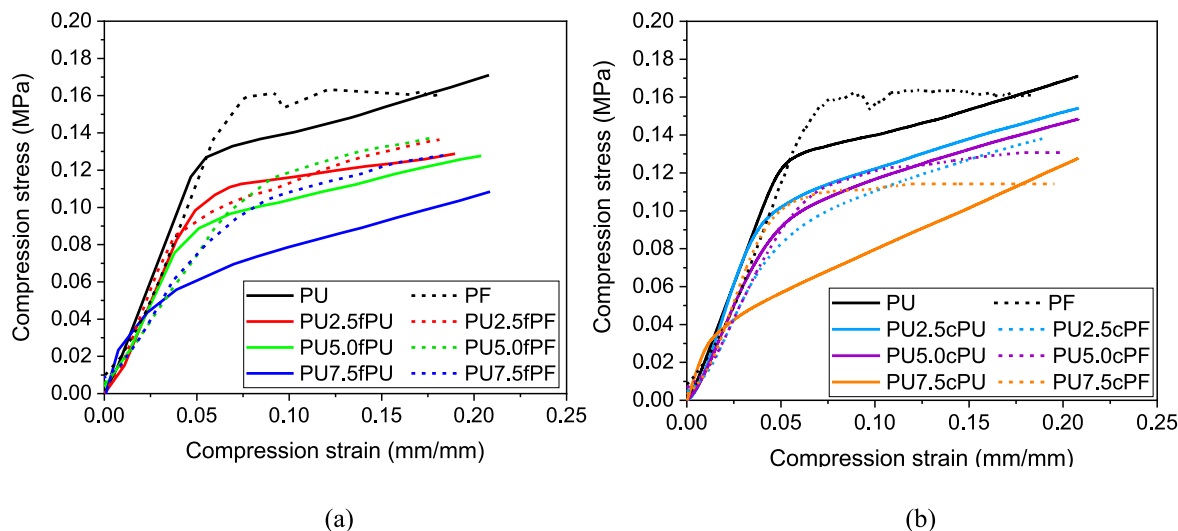 0.20
0.18
0.16
0.14
0.12
0.10
0.08
0.06
0.04
0.02
0.00
Compression stress (MPa)
PU PF
PU2.5fPU PU2.5fPF
PU5.0fPU PU5.0fPF
PU7.5fPU PU7.5fPF
0.00 0.05 0.10 0.15 0.20 0.25
Compression strain (mm/mm)
(a)
0.20
0.18
0.16
0.14
0.12
0.10
0.08
0.06
0.04
0.02
0.00
Compression stress (MPa)
PU PF
PU2.5cPU PU2.5cPF
PU5.0cPU PU5.0cPF
PU7.5cPU PU7.5cPF
0.00 0.05 0.10 0.15 0.20 0.25
Compression strain (mm/mm)
(b)